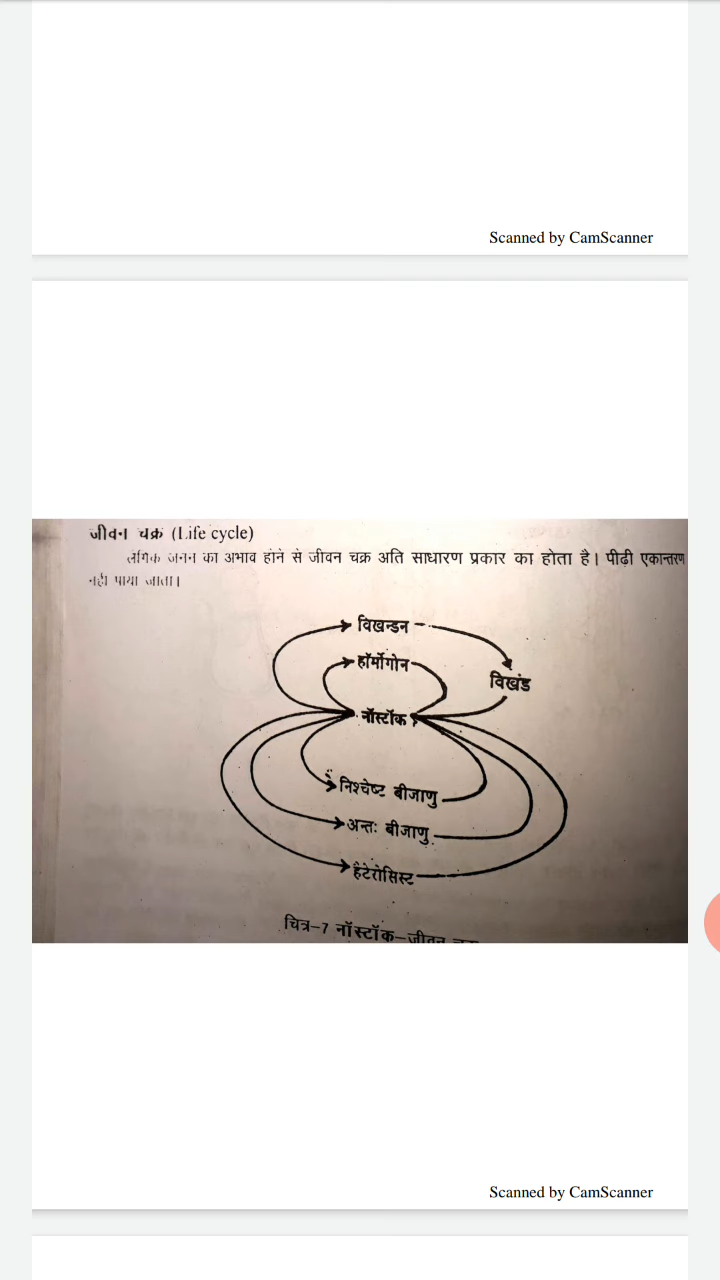 Scanned by CamScanner
जीवन चक्र (Life cycle)
लैंगिक जनन का अभाव होने से जीवन चक्र अति साधारण प्रकार का होता है। पीढ़ी एकान्तरण
नहीं पाया जाता।
विखन्डन
हॉर्मोगोन
विखंड
नॉस्टॉक
निश्चेष्ट बीजाणु
अन्तः बीजाणु
हैटेरोसिस्ट
चित्र-7 नॉस्टॉक-जीवन
Scanned by CamScanner